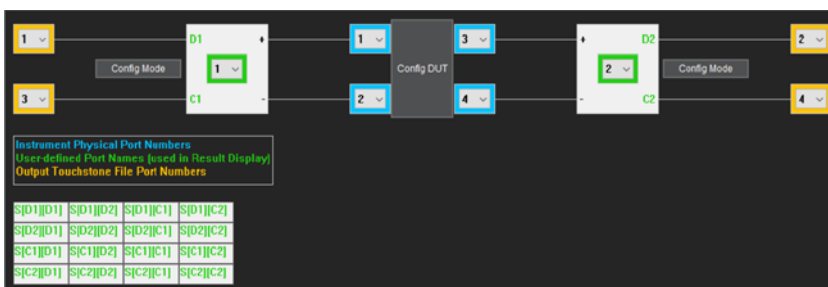 1 D1 + 1 3 + D2 2
Config Mode 1 Config DUT 2 Config Mode
3 C1 - 2 4 - C2 4
Instrument Physical Port Numbers
User-defined Port Names (used in Result Display)
Output Touchstone File Port Numbers
S[D1][D1] S[D1][D2] S[D1][C1] S[D1][C2]
S[D2][D1] S[D2][D2] S[D2][C1] S[D2][C2]
S[C1][D1] S[C1][D2] S[C1][C1] S[C1][C2]
S[C2][D1] S[C2][D2] S[C2][C1] S[C2][C2]